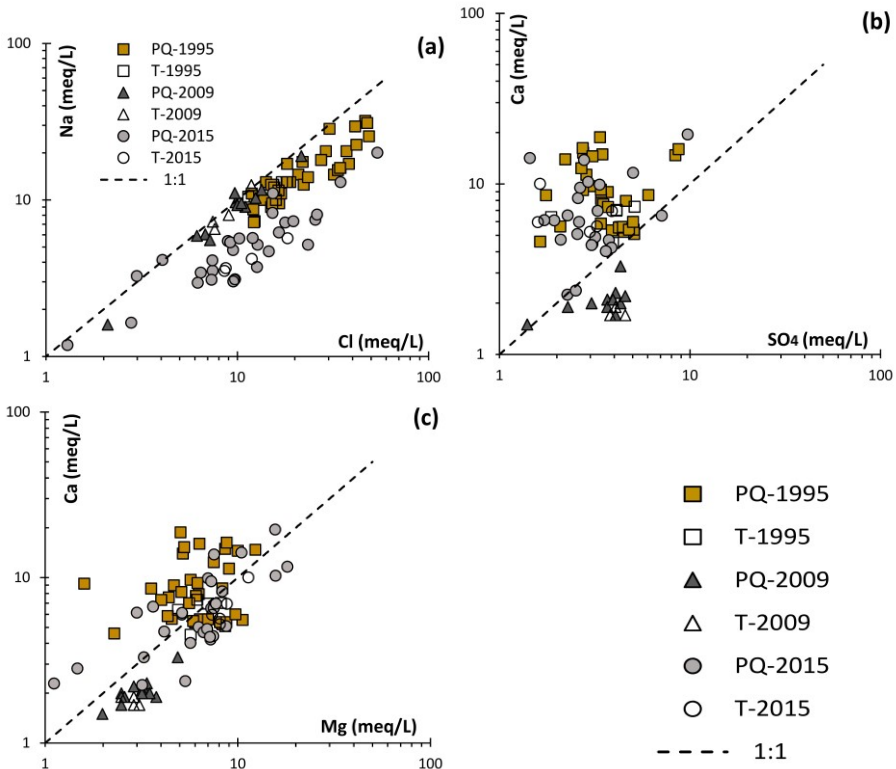 (a)
Na (meq/L)
100
10
1
PQ-1995
T-1995
PQ-2009
T-2009
PQ-2015
T-2015
1:1
1
10
100
Cl (meq/L)
(b)
Ca (meq/L)
100
10
1
1
10
100
SO4 (meq/L)
(c)
Ca (meq/L)
100
10
1
1
10
100
Mg (meq/L)
PQ-1995
T-1995
PQ-2009
T-2009
PQ-2015
T-2015
1:1